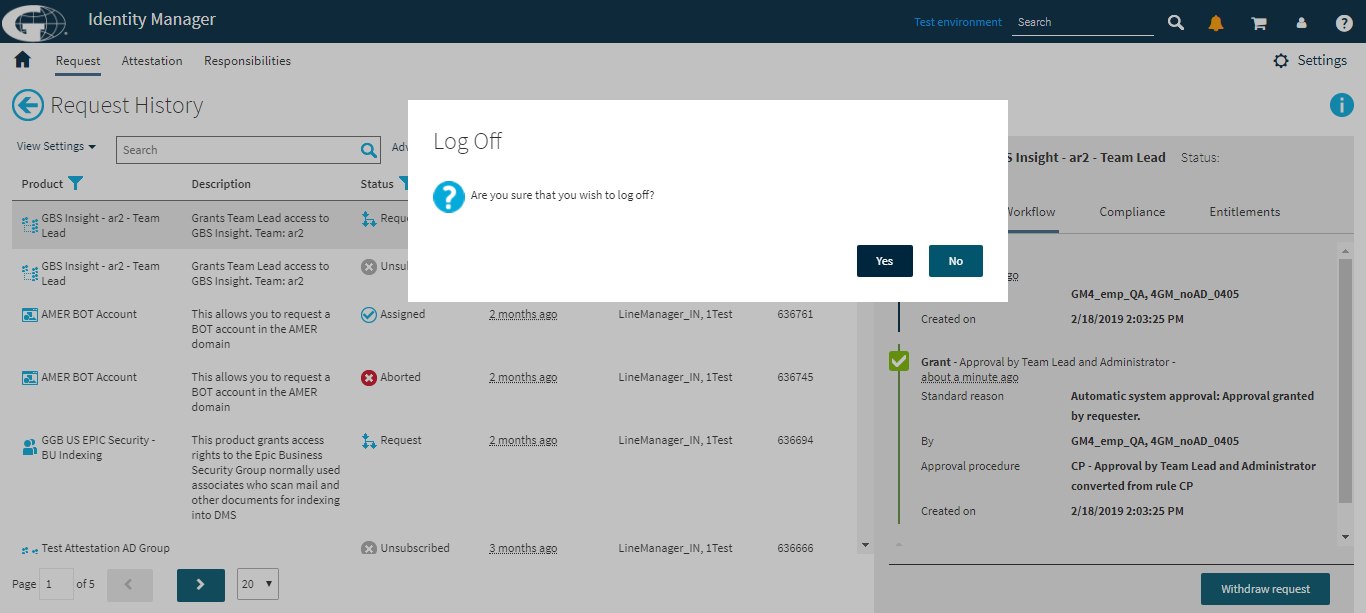 Identity Manager
Test environment
Search
Request
Attestation
Responsibilities
Settings
Request History
View Settings
Search
Log Off
Are you sure that you wish to log off?
Yes
No
Product
Description
Status
GBS Insight - ar2 - Team
Lead
Grants Team Lead access to
GBS Insight. Team: ar2
GBS Insight - ar2 - Team
Lead
Grants Team Lead access to
GBS Insight. Team: ar2
AMER BOT Account
This allows you to request a
BOT account in the AMER
domain
Assigned
2 months ago
LineManager_IN, 1Test
636761
AMER BOT Account
This allows you to request a
BOT account in the AMER
domain
Aborted
2 months ago
LineManager_IN, 1Test
636745
GGB US EPIC Security -
BU Indexing
This product grants access
rights to the Epic Business
Security Group normally used
associates who scan mail and
other documents for indexing
into DMS
Request
2 months ago
LineManager_IN, 1Test
636694
Test Attestation AD Group
Unsubscribed
3 months ago
LineManager_IN, 1Test
636666
Page 1 of 5
20
Insight - ar2 - Team Lead
Status:
Workflow
Compliance
Entitlements
GM4_emp_QA, 4GM_noAD_0405
Created on
2/18/2019 2:03:25 PM
Grant - Approval by Team Lead and Administrator -
about a minute ago
Standard reason
Automatic system approval: Approval granted
by requester.
By
GM4_emp_QA, 4GM_noAD_0405
Approval procedure
CP - Approval by Team Lead and Administrator
converted from rule CP
Created on
2/18/2019 2:03:25 PM
Withdraw request